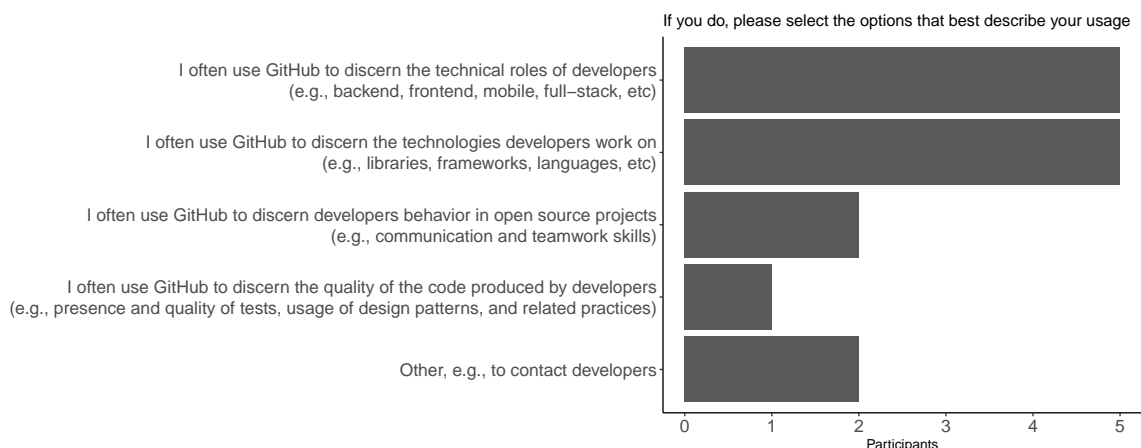 If you do, please select the options that best describe your usage
I often use GitHub to discern the technical roles of developers
(e.g., backend, frontend, mobile, full−stack, etc)
I often use GitHub to discern the technologies developers work on
(e.g., libraries, frameworks, languages, etc)
I often use GitHub to discern developers behavior in open source projects
(e.g., communication and teamwork skills)
I often use GitHub to discern the quality of the code produced by developers
(e.g., presence and quality of tests, usage of design patterns, and related practices)
Other, e.g., to contact developers
0 1 2 3 4 5
Participants